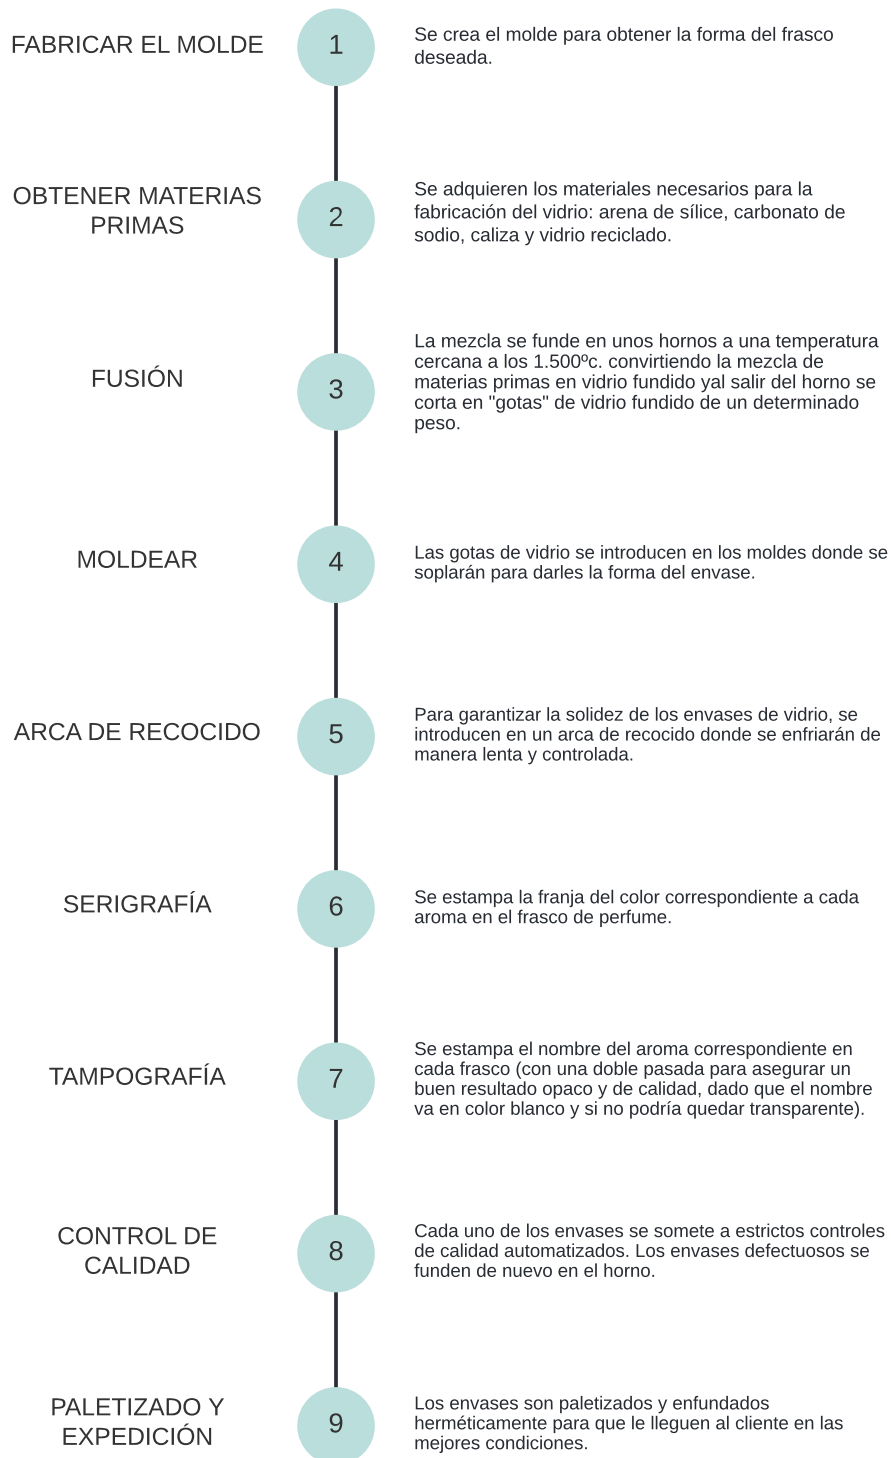 FABRICAR EL MOLDE
1
Se crea el molde para obtener la forma del frasco
deseada.
OBTENER MATERIAS
PRIMAS
2
Se adquieren los materiales necesarios para la
fabricación del vidrio: arena de sílice, carbonato de
sodio, caliza y vidrio reciclado.
FUSIÓN
3
La mezcla se funde en unos hornos a una temperatura
cercana a los 1.500ºc. convirtiendo la mezcla de
materias primas en vidrio fundido yal salir del horno se
corta en "gotas" de vidrio fundido de un determinado
peso.
MOLDEAR
4
Las gotas de vidrio se introducen en los moldes donde se
soplarán para darles la forma del envase.
ARCA DE RECOCIDO
5
Para garantizar la solidez de los envases de vidrio, se
introducen en un arca de recocido donde se enfriarán de
manera lenta y controlada.
SERIGRAFÍA
6
Se estampa la franja del color correspondiente a cada
aroma en el frasco de perfume.
TAMPOGRAFÍA
7
Se estampa el nombre del aroma correspondiente en
cada frasco (con una doble pasada para asegurar un
buen resultado opaco y de calidad, dado que el nombre
va en color blanco y si no podría quedar transparente).
CONTROL DE
CALIDAD
8
Cada uno de los envases se somete a estrictos controles
de calidad automatizados. Los envases defectuosos se
funden de nuevo en el horno.
PALETIZADO Y
EXPEDICIÓN
9
Los envases son paletizados y enfundados
herméticamente para que le lleguen al cliente en las
mejores condiciones.